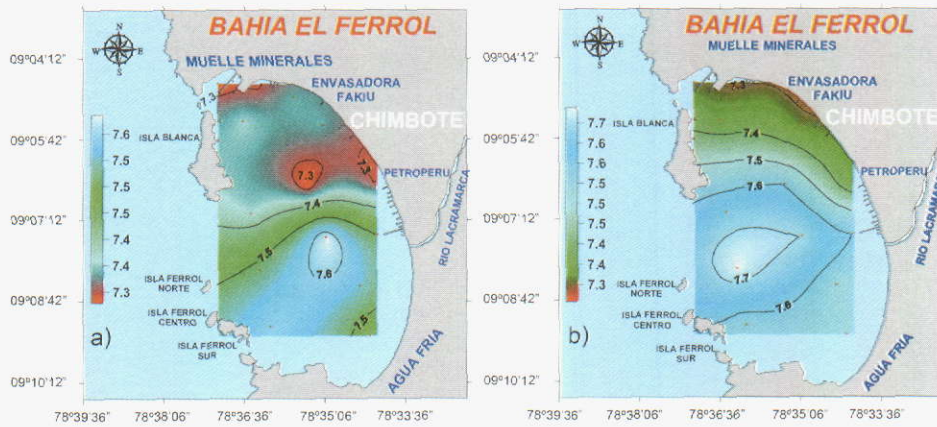 BAHIA EL FERROL
N
W E
S
MUELLE MINERALES
ENVASADORA
FAKIU
CHIMBOTE
ISLA BLANCA
PETROPERU
RIO LACRAMARCA
ISLA FERROL
NORTE
ISLA FERROL
CENTRO
ISLA FERROL
SUR
AGUA FRIA
a)
7.6
7.5
7.5
7.5
7.4
7.4
7.3
7.3
7.3
7.3
7.4
7.5
7.6
7.5
09°04'12"
09°05'42"
09°07'12"
09°08'42"
09°10'12"
78°39'36"
78°38'06"
78°36'36"
78°35'06"
78°33'36"
BAHIA EL FERROL
N
W E
S
MUELLE MINERALES
ENVASADORA
FAKIU
CHIMBOTE
ISLA BLANCA
PETROPERU
RIO LACRAMARCA
ISLA FERROL
NORTE
ISLA FERROL
CENTRO
ISLA FERROL
SUR
AGUA FRIA
b)
7.7
7.7
7.6
7.6
7.5
7.5
7.4
7.4
7.3
7.3
7.4
7.5
7.6
7.7
7.6
09°04'12"
09°05'42"
09°07'12"
09°08'42"
09°10'12"
78°39'36"
78°38'06"
78°36'36"
78°35'06"
78°33'36"